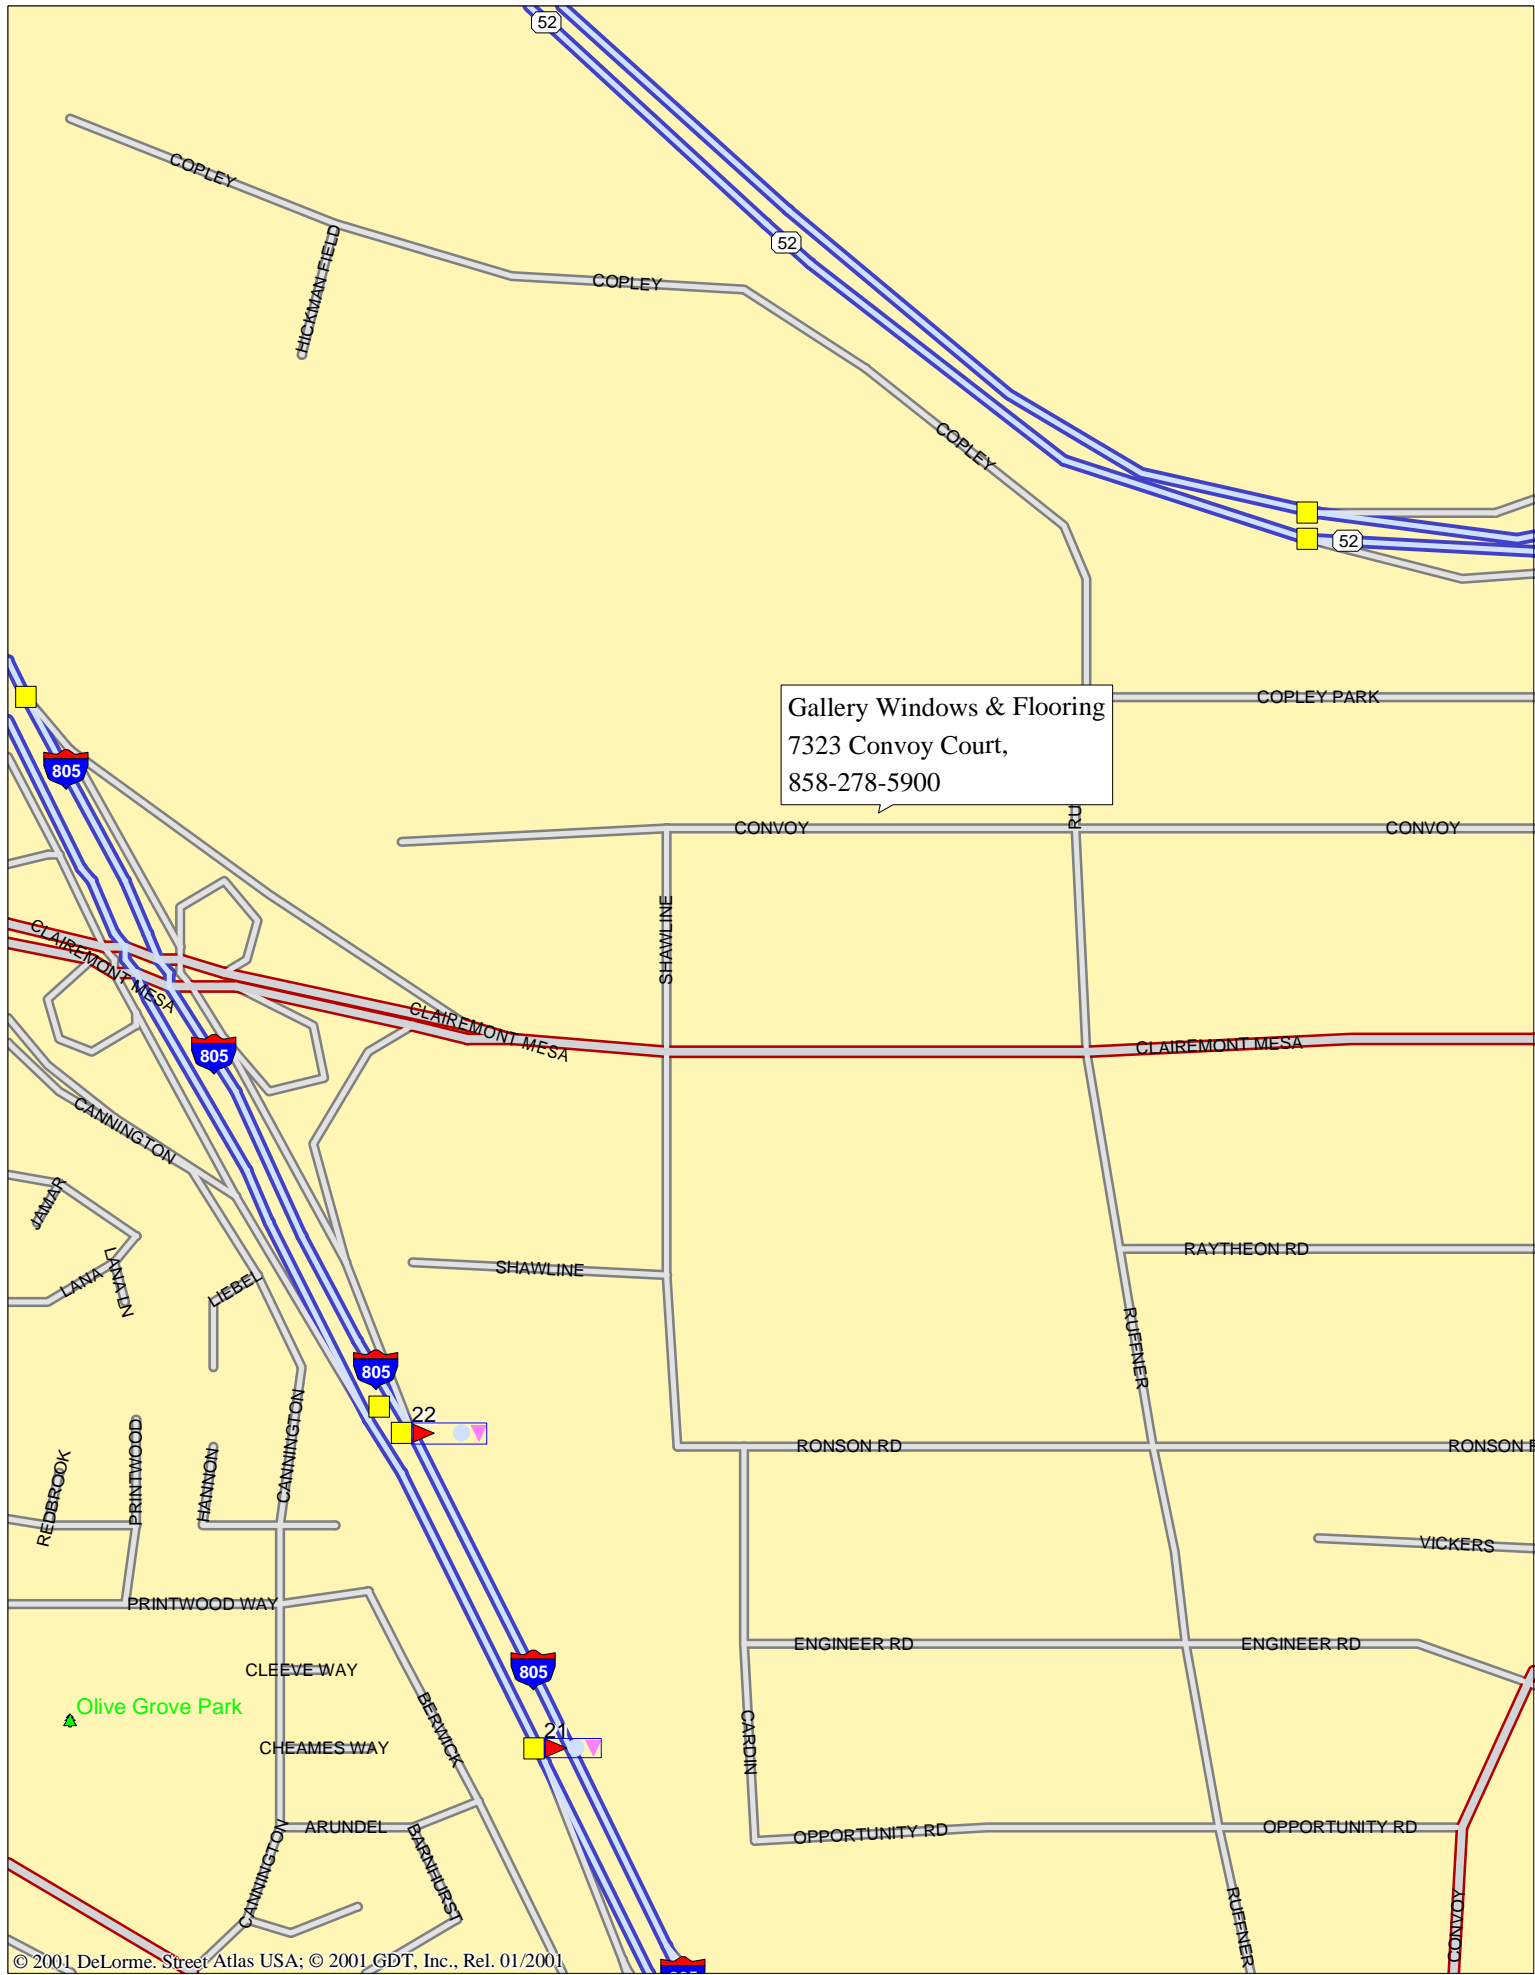 52
COPLEY
52
HICKMAN FIELD
COPLEY
COPLEY
52
COPLEY PARK
Gallery Windows & Flooring
7323 Convoy Court,
858-278-5900
805
RU
CONVOY
CONVOY
SHAWLINE
CLAIREMONT MESA
CLAIREMONT MESA
CLAIREMONT MESA
805
CANNINGTON
JAMAR
LANA
LANA LN
LIEBEL
SHAWLINE
RAYTHEON RD
RUFFNER
805
22
CANNINGTON
PRINTWOOD
HANNON
REDBROOK
RONSON RD
RONSON R
VICKERS
PRINTWOOD WAY
ENGINEER RD
ENGINEER RD
CLEEVE WAY
805
Olive Grove Park
BERWICK
21
CHEAMES WAY
CARDIN
ARUNDEL
OPPORTUNITY RD
OPPORTUNITY RD
CANNINGTON
BARNHURST
RUFFNER
CONVOY
© 2001 DeLorme. Street Atlas USA; © 2001 GDT, Inc., Rel. 01/2001